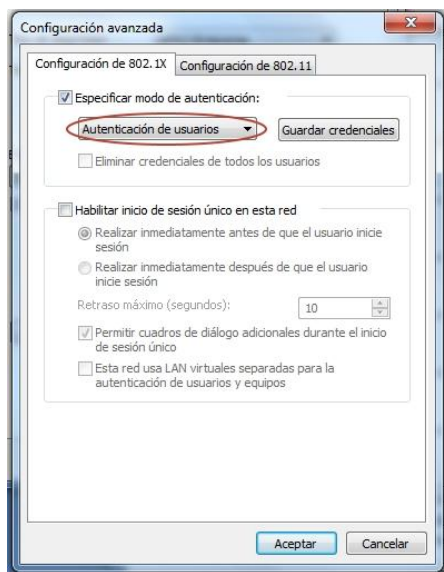 Configuración avanzada
Configuración de 802.1X
Configuración de 802.11
Especificar modo de autenticación:
Autenticación de usuarios
Guardar credenciales
Eliminar credenciales de todos los usuarios
Habilitar inicio de sesión único en esta red
Realizar inmediatamente antes de que el usuario inicie
sesión
Realizar inmediatamente después de que el usuario
inicie sesión
Retraso máximo (segundos):
10
Permitir cuadros de diálogo adicionales durante el inicio
de sesión único
Esta red usa LAN virtuales separadas para la
autenticación de usuarios y equipos
Aceptar
Cancelar